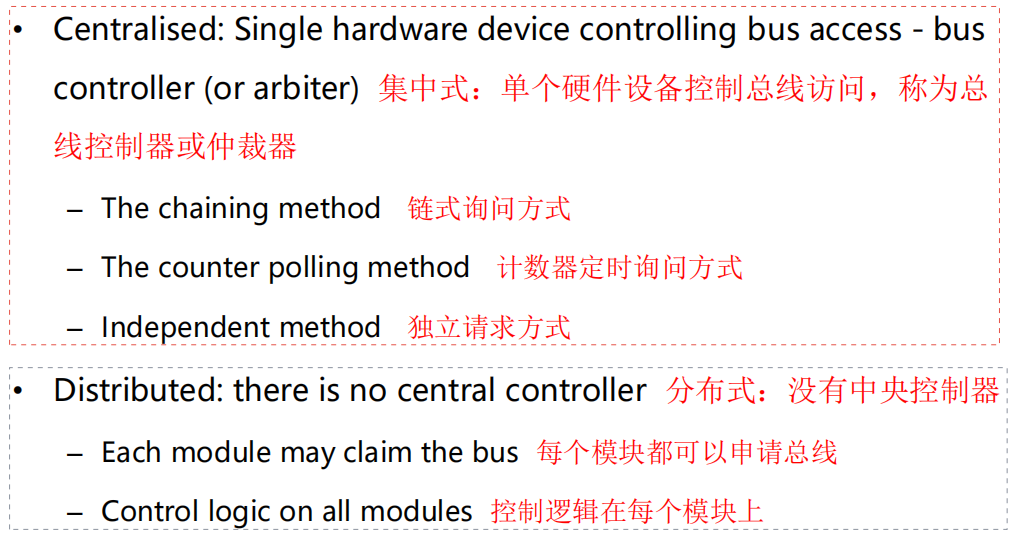 • Centralised: Single hardware device controlling bus access - bus
controller (or arbiter) 集中式：单个硬件设备控制总线访问，称为总
线控制器或仲裁器
– The chaining method 链式询问方式
– The counter polling method 计数器定时询问方式
– Independent method 独立请求方式
• Distributed: there is no central controller 分布式：没有中央控制器
– Each module may claim the bus 每个模块都可以申请总线
– Control logic on all modules 控制逻辑在每个模块上